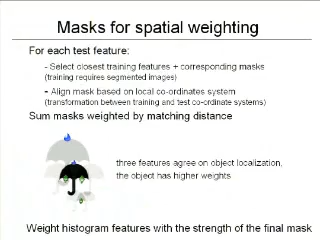 Masks for spatial weighting
For each test feature:
- Select closest training features + corresponding masks
(training requires segmented images)
- Align mask based on local co-ordinates system
(transformation between training and test co-ordinate systems)
Sum masks weighted by matching distance
three features agree on object localization,
the object has higher weights
Weight histogram features with the strength of the final mask